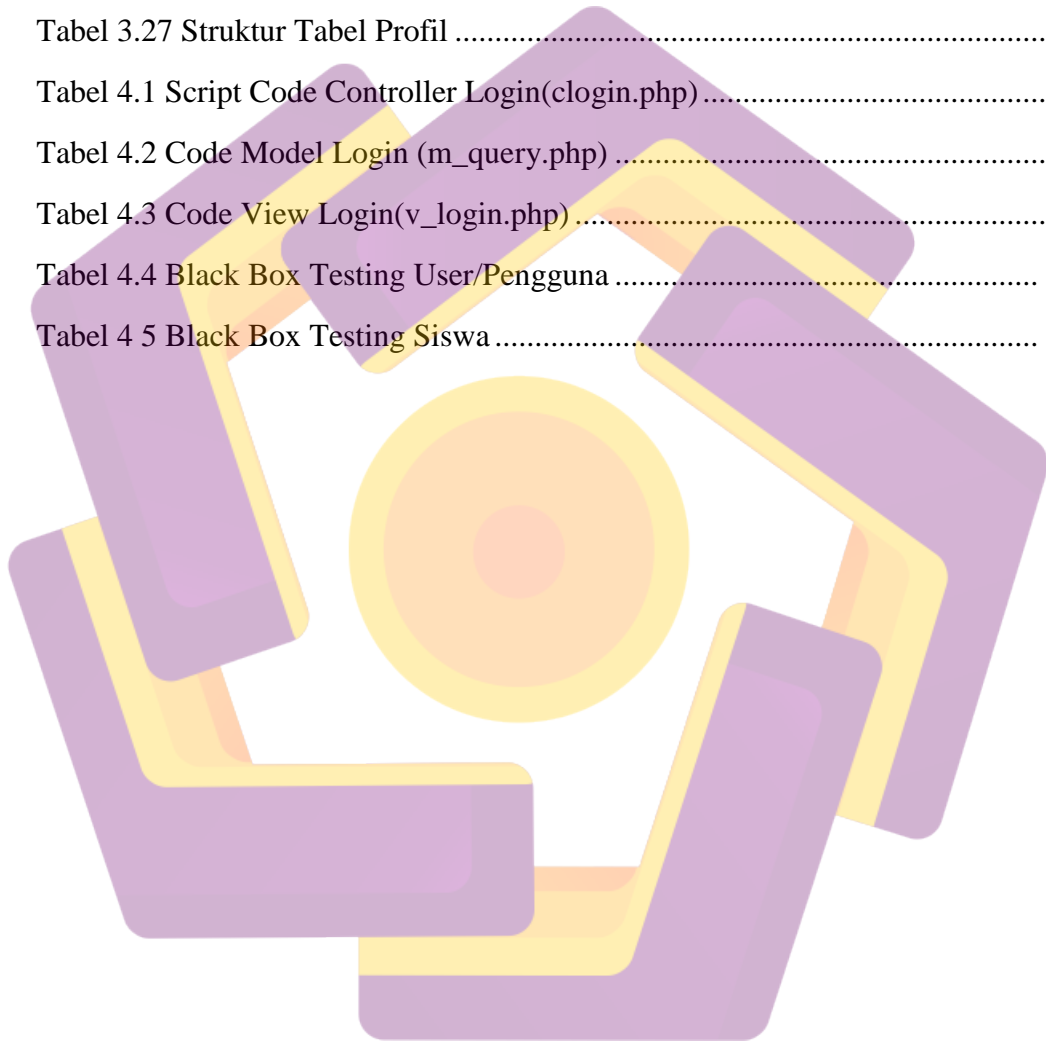 Tabel 3.27 Struktur Tabel Profil ..........................................................................
Tabel 4.1 Script Code Controller Login(clogin.php) ...........................................
Tabel 4.2 Code Model Login (m_query.php) ......................................................
Tabel 4.3 Code View Login(v_login.php) ...........................................................
Tabel 4.4 Black Box Testing User/Pengguna .....................................................
Tabel 4 5 Black Box Testing Siswa ....................................................................